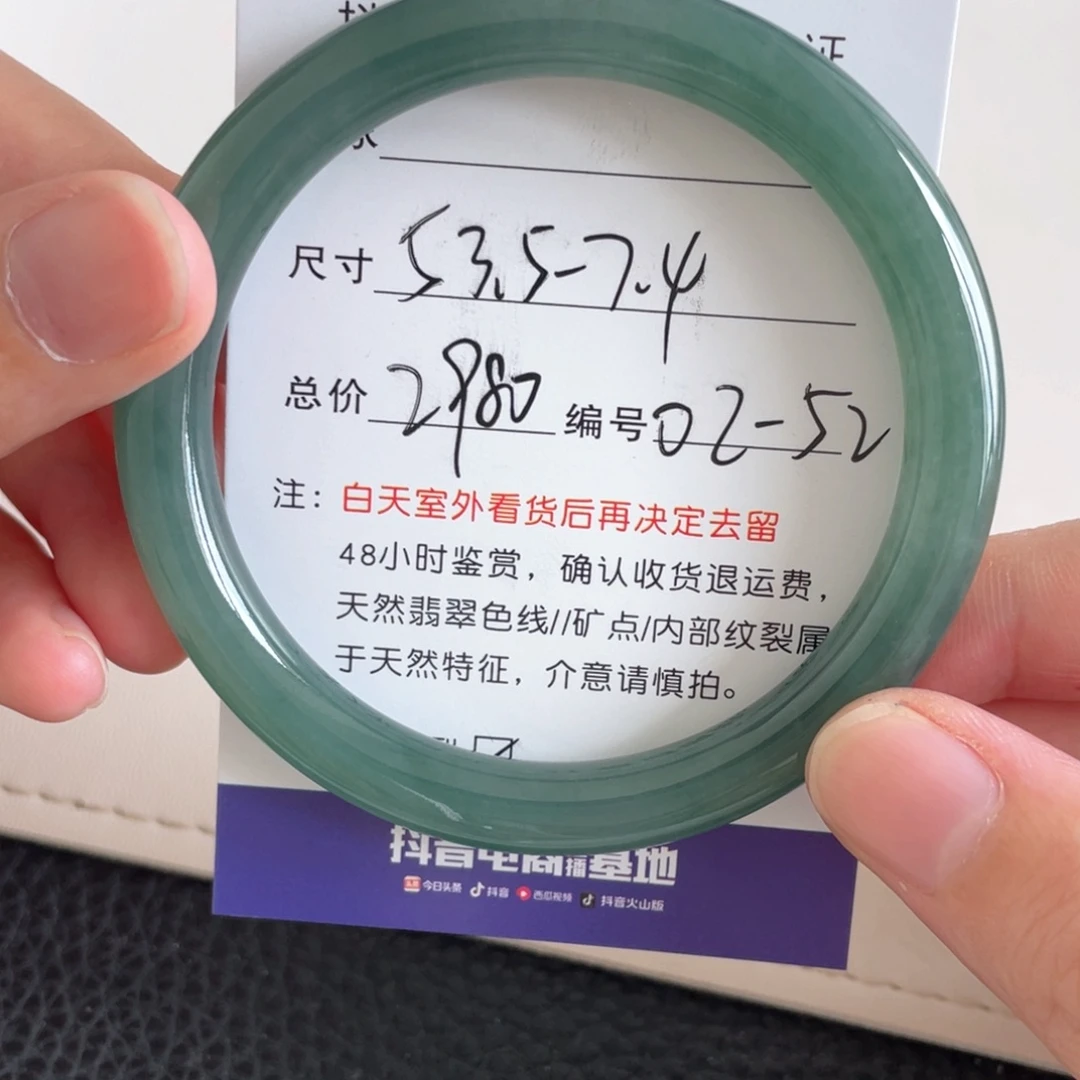 证
尺寸 53.5-7.4
总价 2980 编号 02-52
注：白天室外看货后再决定去留
48小时鉴赏，确认收货退运费，
天然翡翠色线//矿点/内部纹裂属
于天然特征，介意请慎拍。
抖音电商直播基地
今日头条 抖音 西瓜视频 抖音火山版